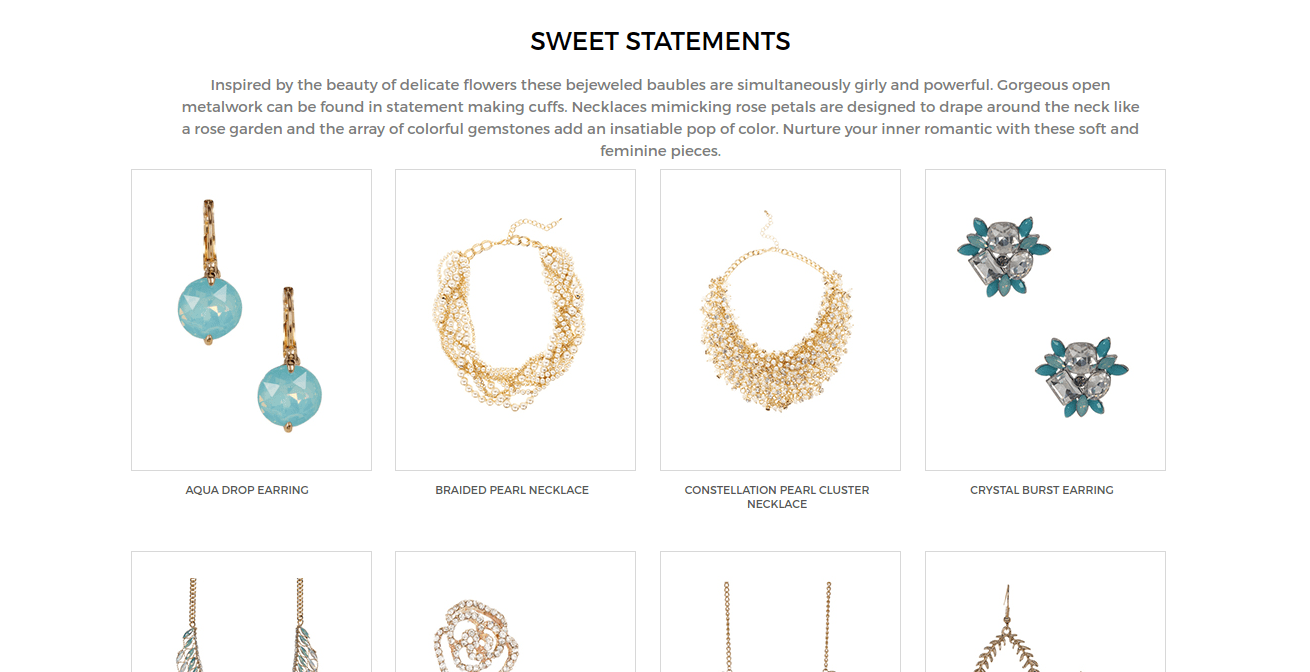 SWEET STATEMENTS
Inspired by the beauty of delicate flowers these bejeweled baubles are simultaneously girly and powerful. Gorgeous open
metalwork can be found in statement making cuffs. Necklaces mimicking rose petals are designed to drape around the neck like
a rose garden and the array of colorful gemstones add an insatiable pop of color. Nurture your inner romantic with these soft and
feminine pieces.
AQUA DROP EARRING
BRAIDED PEARL NECKLACE
CONSTELLATION PEARL CLUSTER
NECKLACE
CRYSTAL BURST EARRING